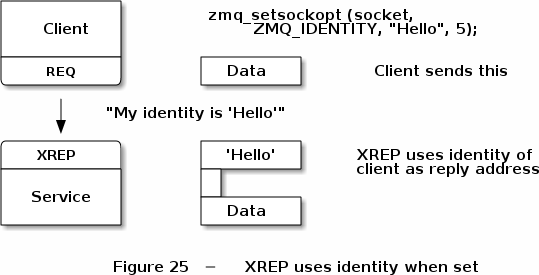 Client
zmq_setsockopt (socket,
ZMQ_IDENTITY, "Hello", 5);
REQ
Data
Client sends this
"My identity is 'Hello'"
XREP
'Hello'
XREP uses identity of
client as reply address
Service
Data
Figure 25 − XREP uses identity when set